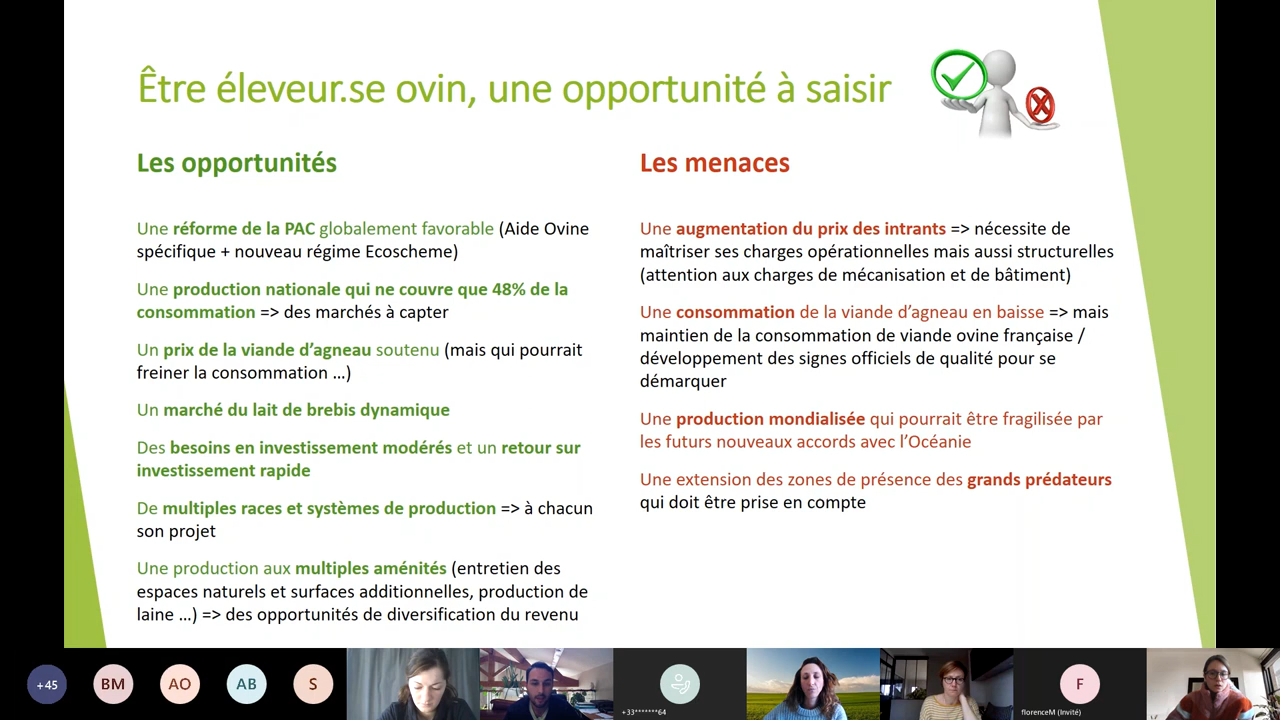 Être éleveur.se ovin, une opportunité à saisir
Les opportunités
Une réforme de la PAC globalement favorable (Aide Ovine
spécifique + nouveau régime Ecoscheme)
Une production nationale qui ne couvre que 48% de la
consommation => des marchés à capter
Un prix de la viande d’agneau soutenu (mais qui pourrait
freiner la consommation ...)
Un marché du lait de brebis dynamique
Des besoins en investissement modérés et un retour sur
investissement rapide
De multiples races et systèmes de production => à chacun
son projet
Une production aux multiples aménités (entretien des
espaces naturels et surfaces additionnelles, production de
laine ...) => des opportunités de diversification du revenu
Les menaces
Une augmentation du prix des intrants => nécessite de
maîtriser ses charges opérationnelles mais aussi structurelles
(attention aux charges de mécanisation et de bâtiment)
Une consommation de la viande d’agneau en baisse => mais
maintien de la consommation de viande ovine française /
développement des signes officiels de qualité pour se
démarquer
Une production mondialisée qui pourrait être fragilisée par
les futurs nouveaux accords avec l’Océanie
Une extension des zones de présence des grands prédateurs
qui doit être prise en compte
+45
BM
AO
AB
S
+33*******64
F
florenceM (Invité)